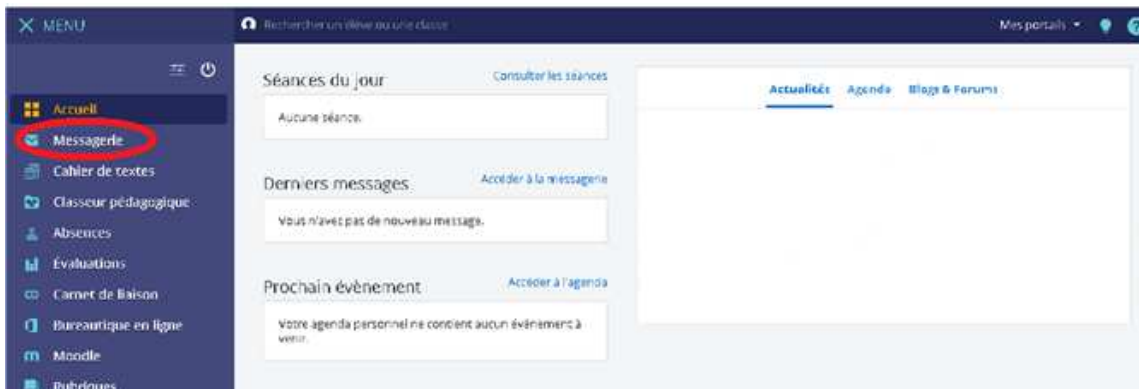 MENU
Rechercher un élève ou une classe
Mes portails
Accueil
Messagerie
Cahier de textes
Classeur pédagogique
Absences
Évaluations
Carnet de liaison
Bureautique en ligne
Moodle
Rubriques
Séances du jour
Consulter les séances
Aucune séance.
Derniers messages
Accéder à la messagerie
Vous n'avez pas de nouveau message.
Prochain évènement
Accéder à l'agenda
Votre agenda personnel ne contient aucun évènement à
venir.
Actualités Agenda Blogs & Forums